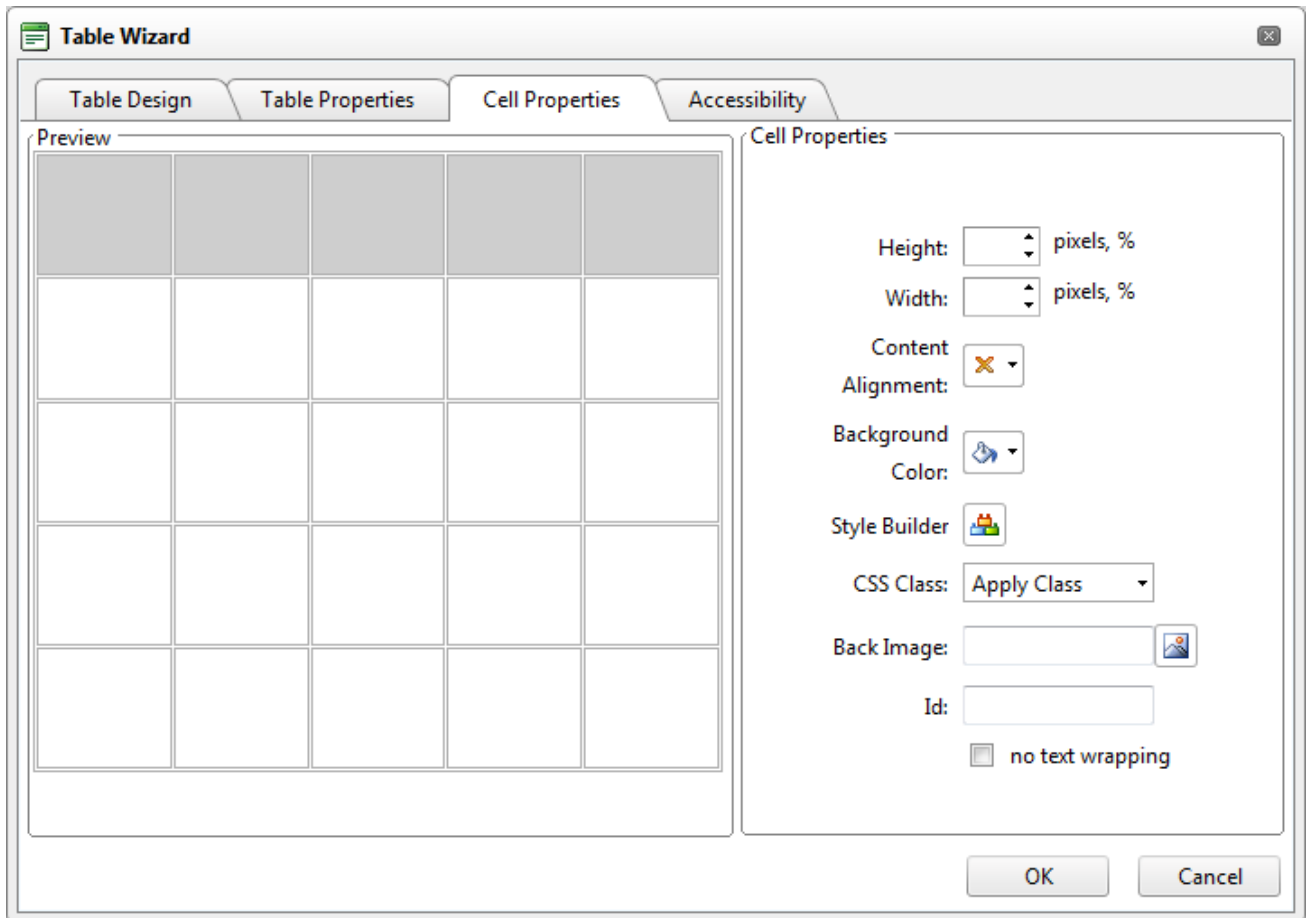 Table Wizard
Table Design
Table Properties
Cell Properties
Accessibility
Preview
Cell Properties
Height:
pixels, %
Width:
pixels, %
Content
Alignment:
Background
Color:
Style Builder
CSS Class:
Apply Class
Back Image:
Id:
no text wrapping
OK
Cancel